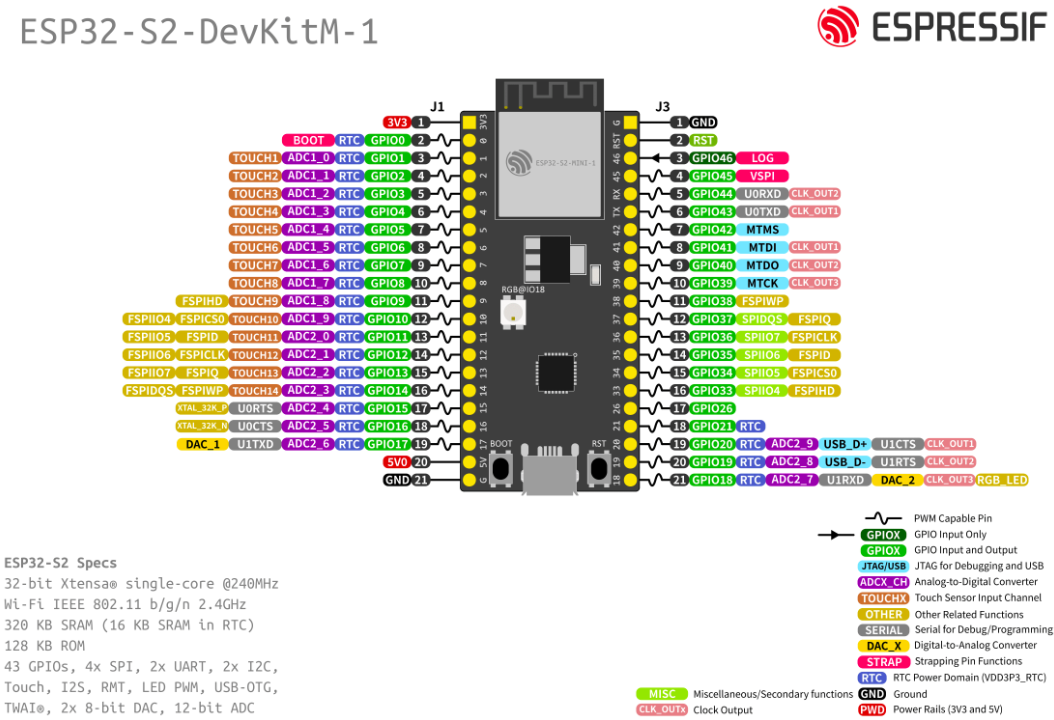 ESP32-S2-DevKitM-1
ESPRESSIF
J1
J3
3V3 1
BOOT RTC GPIO0 2
TOUCH1 ADC1_0 RTC GPIO1 3
TOUCH2 ADC1_1 RTC GPIO2 4
TOUCH3 ADC1_2 RTC GPIO3 5
TOUCH4 ADC1_3 RTC GPIO4 6
TOUCH5 ADC1_4 RTC GPIO5 7
TOUCH6 ADC1_5 RTC GPIO6 8
TOUCH7 ADC1_6 RTC GPIO7 9
TOUCH8 ADC1_7 RTC GPIO8 10
FSPIHD TOUCH9 ADC1_8 RTC GPIO9 11
FSPIIO4 FSPICS0 TOUCH10 ADC1_9 RTC GPIO10 12
FSPIIO5 FSPID TOUCH11 ADC2_0 RTC GPIO11 13
FSPIIO6 FSPICLK TOUCH12 ADC2_1 RTC GPIO12 14
FSPIIO7 FSPIQ TOUCH13 ADC2_2 RTC GPIO13 15
FSPIDQS FSPIWP TOUCH14 ADC2_3 RTC GPIO14 16
XTAL_32K_P U0RTS ADC2_4 RTC GPIO15 17
XTAL_32K_N U0CTS ADC2_5 RTC GPIO16 18
DAC_1 U1TXD ADC2_6 RTC GPIO17 19
5V0 20
GND 21
3V3
0
1
2
3
4
5
6
7
8
9
10
11
12
13
14
15
16
17
5V
G
ESP32-S2-MINI-1
RGB@IO18
BOOT
RST
G
RST
46
45
RX
TX
42
41
40
39
38
37
36
35
34
33
26
21
20
19
18
1 GND
2 RST
3 GPIO46 LOG
4 GPIO45 VSPI
5 GPIO44 U0RXD CLK_OUT2
6 GPIO43 U0TXD CLK_OUT1
7 GPIO42 MTMS
8 GPIO41 MTDI CLK_OUT1
9 GPIO40 MTDO CLK_OUT2
10 GPIO39 MTCK CLK_OUT3
11 GPIO38 FSPIWP
12 GPIO37 SPIDQS FSPIQ
13 GPIO36 SPIIO7 FSPICLK
14 GPIO35 SPIIO6 FSPID
15 GPIO34 SPIIO5 FSPICS0
16 GPIO33 SPIIO4 FSPIHD
17 GPIO26
18 GPIO21 RTC
19 GPIO20 RTC ADC2_9 USB_D+ U1CTS CLK_OUT1
20 GPIO19 RTC ADC2_8 USB_D- U1RTS CLK_OUT2
21 GPIO18 RTC ADC2_7 U1RXD DAC_2 CLK_OUT3 RGB_LED
ESP32-S2 Specs
32-bit Xtensa® single-core @240MHz
Wi-Fi IEEE 802.11 b/g/n 2.4GHz
320 KB SRAM (16 KB SRAM in RTC)
128 KB ROM
43 GPIOs, 4x SPI, 2x UART, 2x I2C,
Touch, I2S, RMT, LED PWM, USB-OTG,
TWAI®, 2x 8-bit DAC, 12-bit ADC
PWM Capable Pin
GPIOX GPIO Input Only
GPIOX GPIO Input and Output
JTAG/USB JTAG for Debugging and USB
ADCX_CH Analog-to-Digital Converter
TOUCHX Touch Sensor Input Channel
OTHER Other Related Functions
SERIAL Serial for Debug/Programming
DAC_X Digital-to-Analog Converter
STRAP Strapping Pin Functions
RTC RTC Power Domain (VDD3P3_RTC)
MISC Miscellaneous/Secondary functions
GND Ground
CLK_OUTx Clock Output
PWD Power Rails (3V3 and 5V)